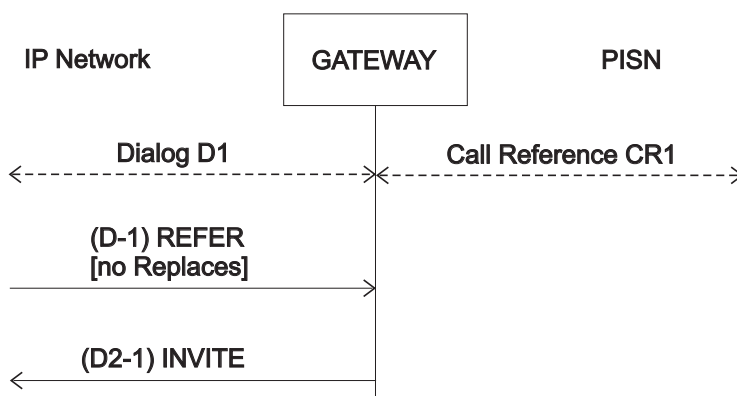 IP Network
GATEWAY
PISN
Dialog D1
Call Reference CR1
(D-1) REFER
[no Replaces]
(D2-1) INVITE